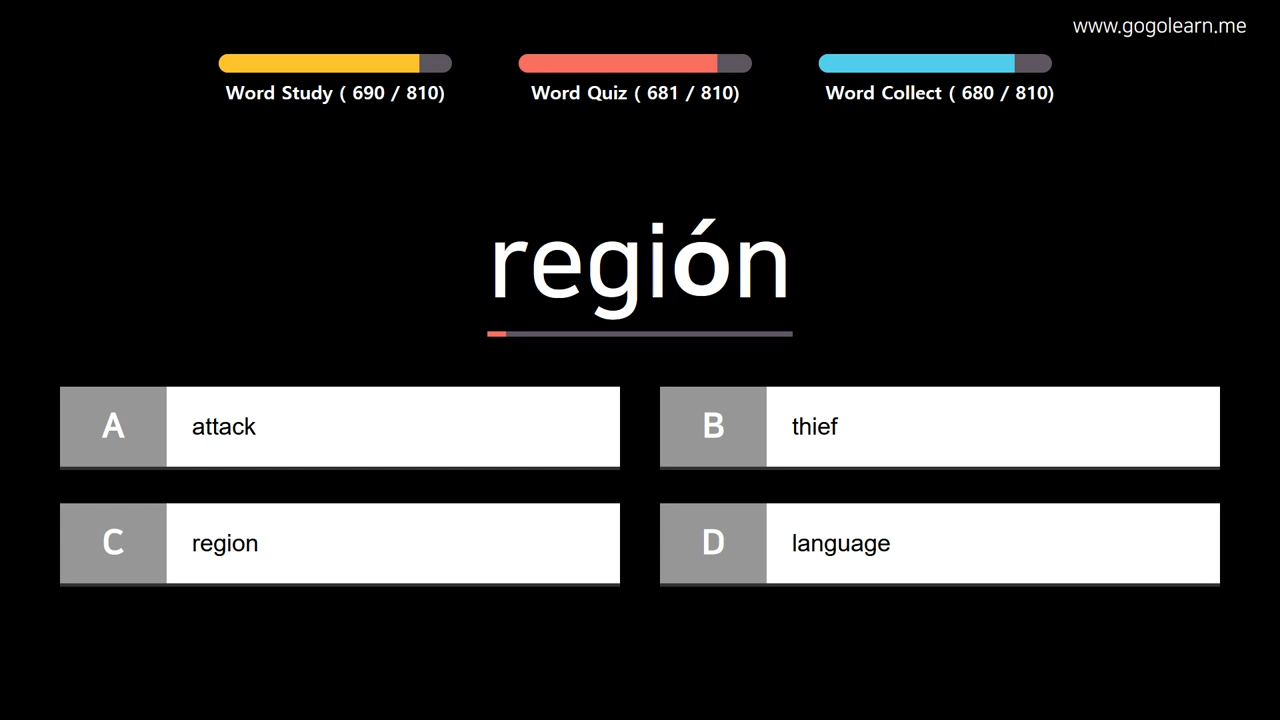 www.gogolearn.me
Word Study ( 690 / 810)
Word Quiz ( 681 / 810)
Word Collect ( 680 / 810)
región
A attack
B thief
C region
D language